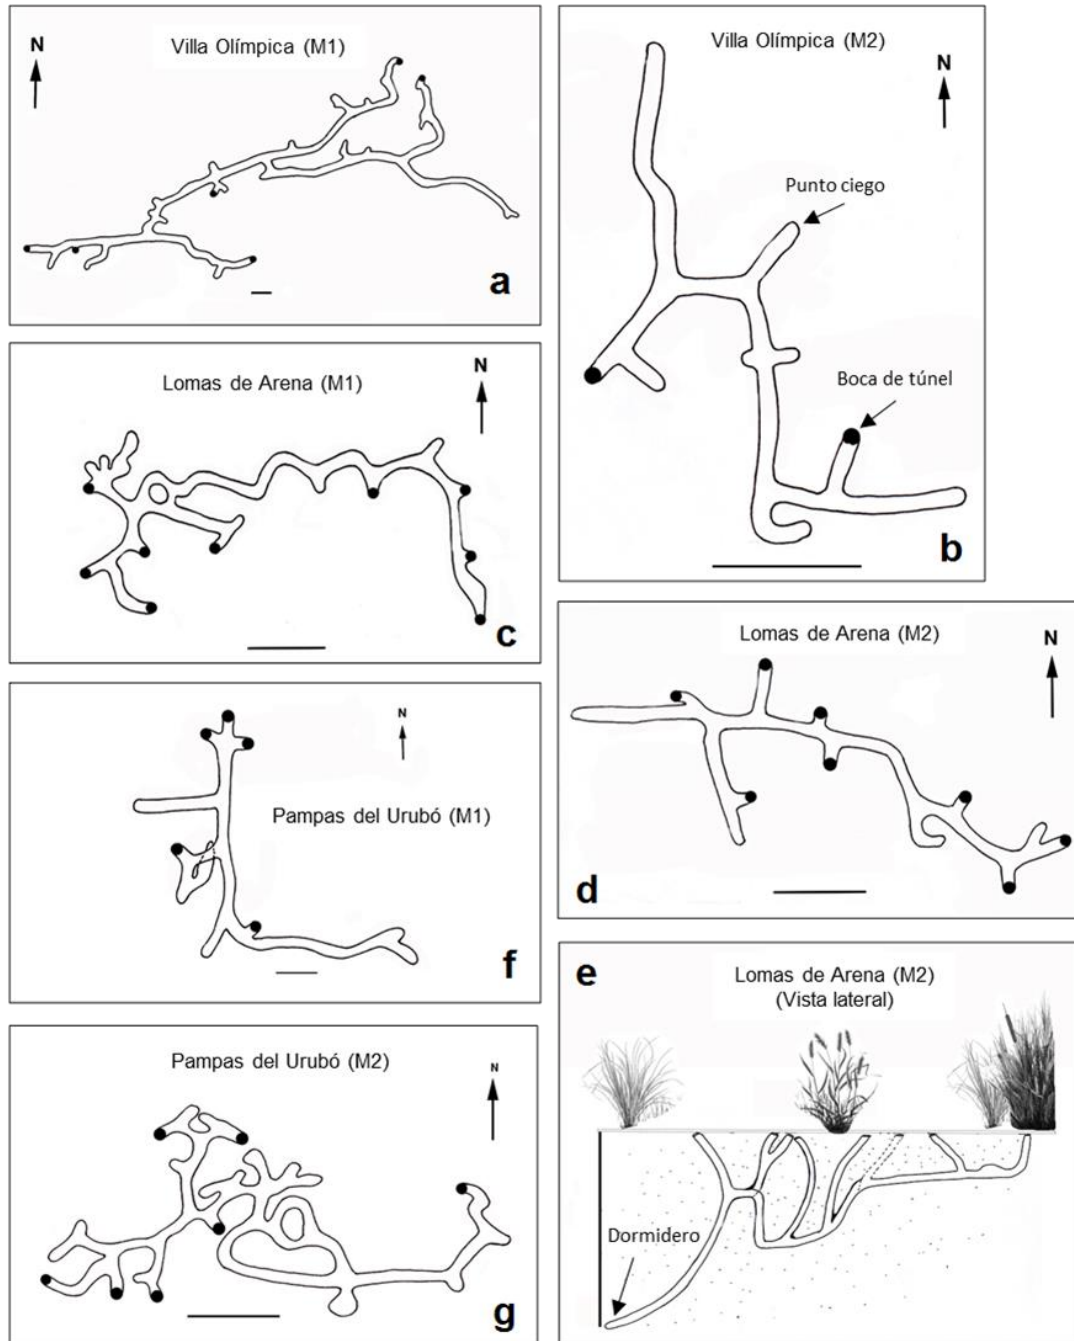 Villa Olímpica (M1)
N
a
Villa Olímpica (M2)
N
Punto ciego
Boca de túnel
b
Lomas de Arena (M1)
N
c
Lomas de Arena (M2)
N
d
Pampas del Urubó (M1)
N
f
e
Lomas de Arena (M2)
(Vista lateral)
Dormidero
Pampas del Urubó (M2)
N
g